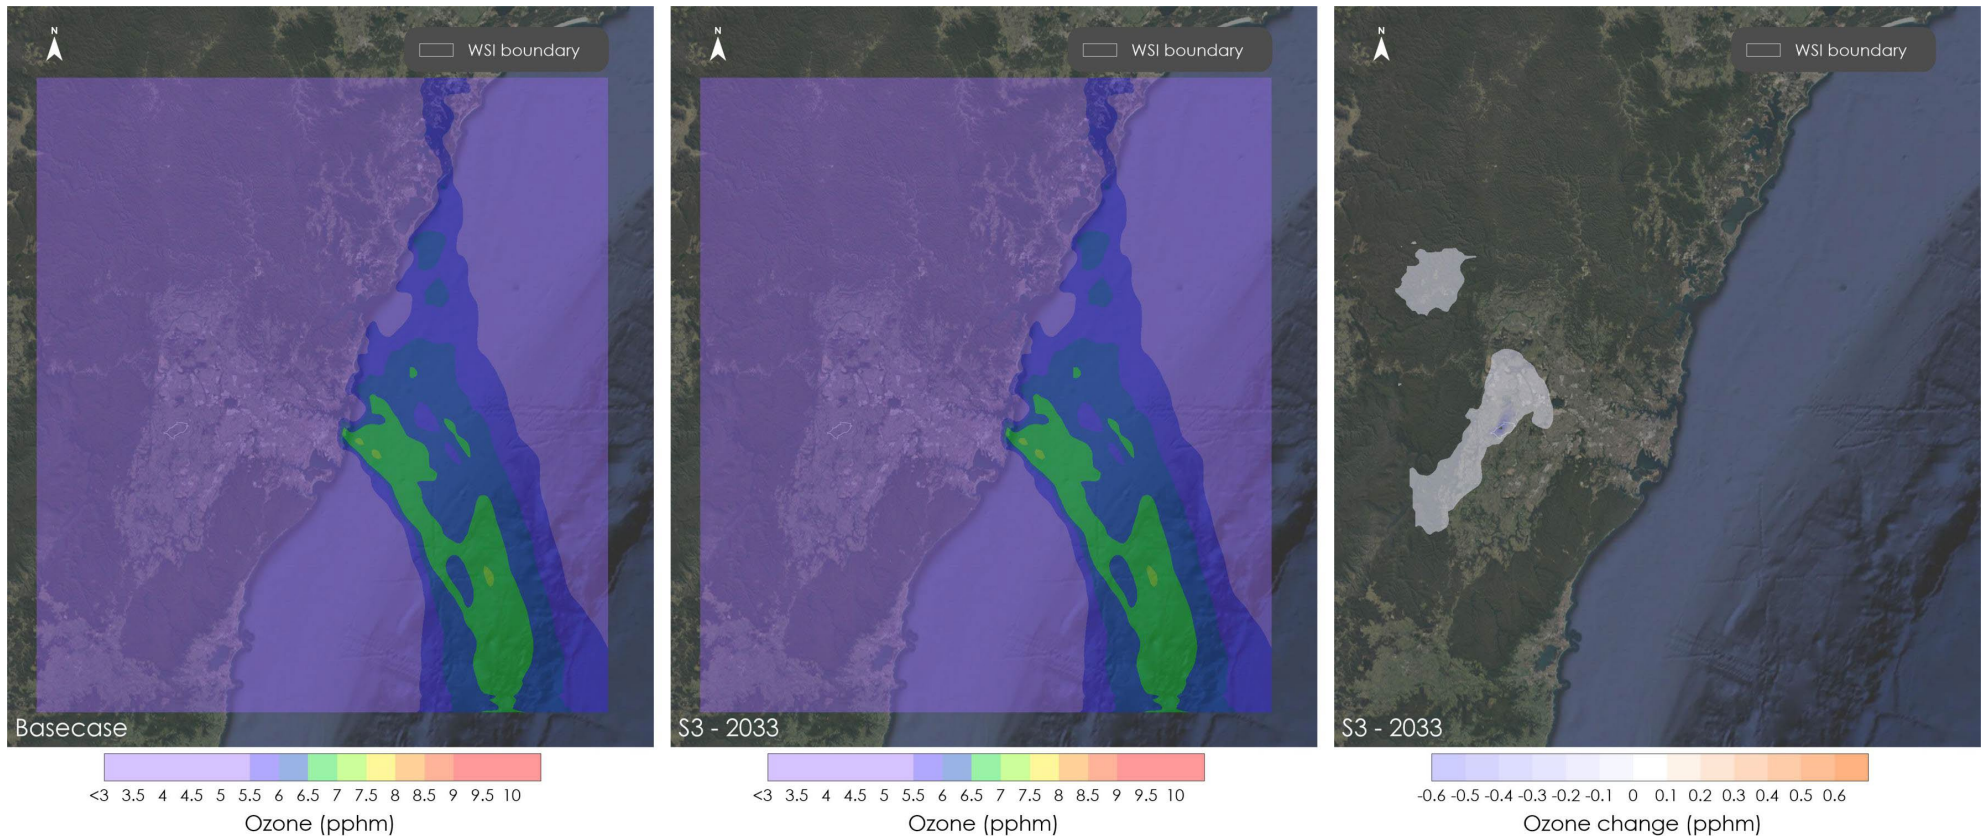 N
WSI boundary
Basecase
<3 3.5 4 4.5 5 5.5 6 6.5 7 7.5 8 8.5 9 9.5 10
Ozone (pphm)
N
WSI boundary
S3 - 2033
<3 3.5 4 4.5 5 5.5 6 6.5 7 7.5 8 8.5 9 9.5 10
Ozone (pphm)
N
WSI boundary
S3 - 2033
-0.6 -0.5 -0.4 -0.3 -0.2 -0.1 0 0.1 0.2 0.3 0.4 0.5 0.6
Ozone change (pphm)